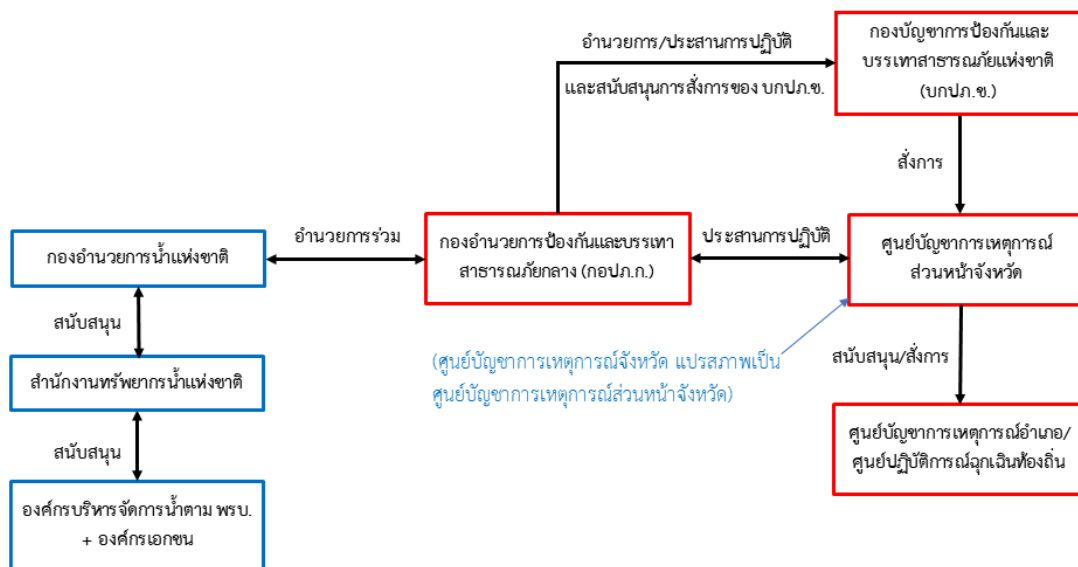 อำนวยการ/ประสานการปฏิบัติ
และสนับสนุนการสั่งการของ บกปภ.ช.
กองบัญชาการป้องกันและ
บรรเทาสาธารณภัยแห่งชาติ
(บกปภ.ช.)
สั่งการ
กองอำนวยการน้ำแห่งชาติ
อำนวยการร่วม
กองอำนวยการป้องกันและบรรเทา
สาธารณภัยกลาง (กอปภ.ก.)
ประสานการปฏิบัติ
ศูนย์บัญชาการเหตุการณ์
ส่วนหน้าจังหวัด
สนับสนุน
(ศูนย์บัญชาการเหตุการณ์จังหวัด แปรสภาพเป็น
ศูนย์บัญชาการเหตุการณ์ส่วนหน้าจังหวัด)
สนับสนุน/สั่งการ
สำนักงานทรัพยากรน้ำแห่งชาติ
สนับสนุน
ศูนย์บัญชาการเหตุการณ์อำเภอ/
ศูนย์ปฏิบัติการณ์ฉุกเฉินท้องถิ่น
องค์กรบริหารจัดการน้ำตาม พรบ.
+ องค์กรเอกชน